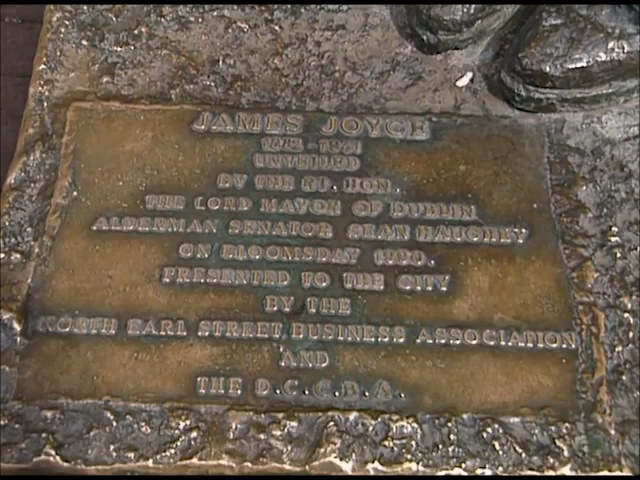 JAMES JOYCE
1882 - 1941
UNVEILED
BY THE RT. HON.
THE LORD MAYOR OF DUBLIN
ALDERMAN SENATOR SEAN HAUGHEY
ON BLOOMSDAY 1990.
PRESENTED TO THE CITY
BY THE
NORTH EARL STREET BUSINESS ASSOCIATION
AND
THE D.C.C.B.A.